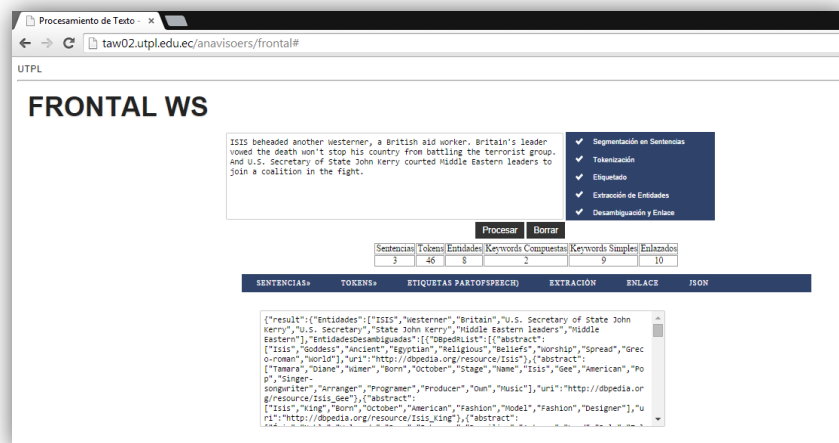 Procesamiento de Texto - ×
taw02.utpl.edu.ec/anavisoers/frontal#
UTPL
FRONTAL WS
ISIS beheaded another Westerner, a British aid worker. Britain's leader
vowed the death won't stop his country from battling the terrorist group.
And U.S. Secretary of State John Kerry courted Middle Eastern leaders to
join a coalition in the fight.
Segmentación en Sentencias
Tokenización
Etiquetado
Extracción de Entidades
Desambiguación y Enlace
Procesar Borrar
Sentencias Tokens Entidades Keywords Compuestas Keywords Simples Enlazados
3 46 8 2 9 10
SENTENCIAS» TOKENS» ETIQUETAS PARTOFSPEECH) EXTRACIÓN ENLACE JSON
{"result":{"Entidades":["ISIS","Westerner","Britain","U.S. Secretary of State John
Kerry","U.S. Secretary","State John Kerry","Middle Eastern leaders","Middle
Eastern"],"EntidadesDesambiguadas":[{"DBpedRList":[{"abstract":
["Isis","Goddess","Ancient","Egyptian","Religious","Beliefs","Worship","Spread","Grec
o-roman","World"],"uri":"http://dbpedia.org/resource/Isis"},{"abstract":
["Tamara","Diane","Wimer","Born","October","Stage","Name","Isis","Gee","American","Po
p","Singer-
songwriter","Arranger","Programer","Producer","Own","Music"],"uri":"http://dbpedia.or
g/resource/Isis_Gee"},{"abstract":
["Isis","King","Born","October","American","Fashion","Model","Fashion","Designer"],"u
ri":"http://dbpedia.org/resource/Isis_King"},{"abstract":